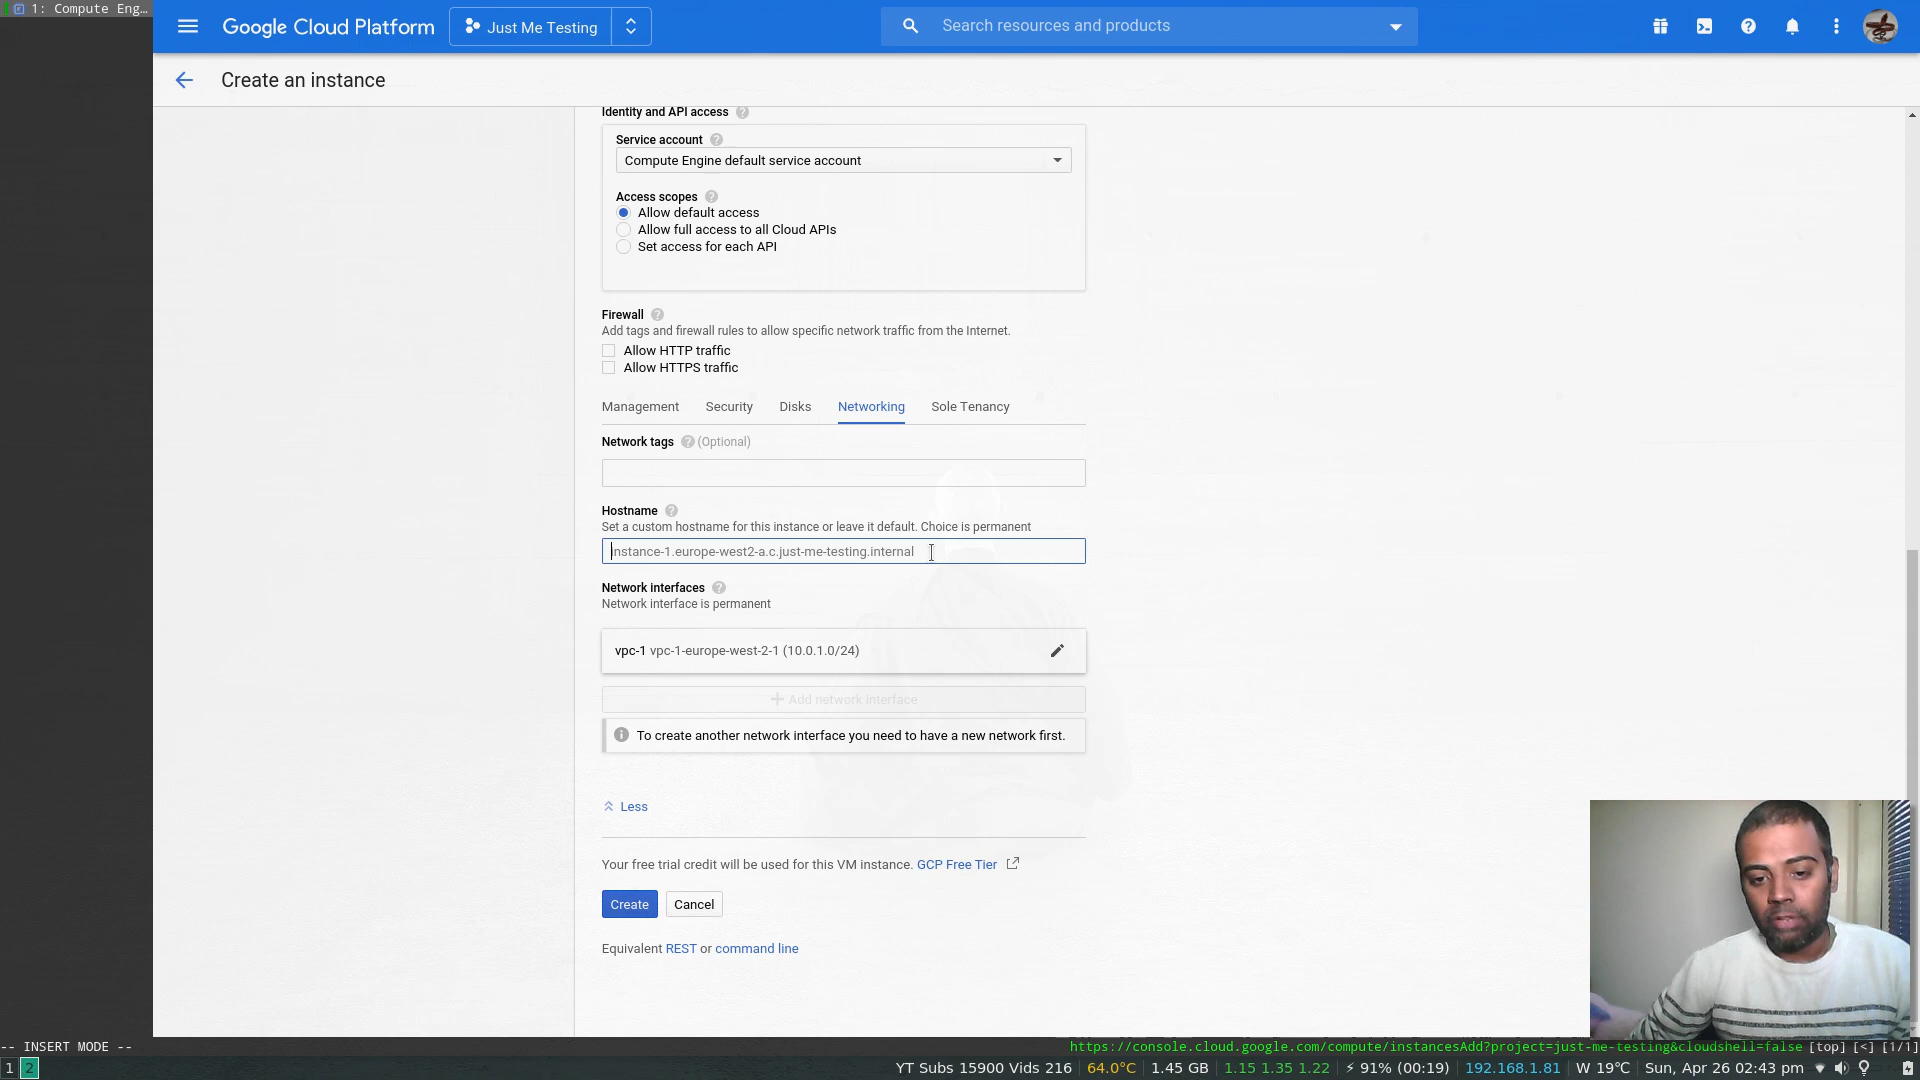 1: Compute Eng…
Google Cloud Platform
Just Me Testing
Search resources and products
Create an instance
Identity and API access
Service account
Compute Engine default service account
Access scopes
Allow default access
Allow full access to all Cloud APIs
Set access for each API
Firewall
Add tags and firewall rules to allow specific network traffic from the Internet.
Allow HTTP traffic
Allow HTTPS traffic
Management Security Disks Networking Sole Tenancy
Network tags (Optional)
Hostname
Set a custom hostname for this instance or leave it default. Choice is permanent
instance-1.europe-west2-a.c.just-me-testing.internal
Network interfaces
Network interface is permanent
vpc-1 vpc-1-europe-west-2-1 (10.0.1.0/24)
Add network interface
To create another network interface you need to have a new network first.
Less
Your free trial credit will be used for this VM instance. GCP Free Tier
Create Cancel
Equivalent REST or command line
-- INSERT MODE -- https://console.cloud.google.com/compute/instancesAdd?project=just-me-testing&cloudshell=false [top] [<] [1/1]
1 2 YT Subs 15900 Vids 216 64.0°C 1.45 GB 1.15 1.35 1.22 ⚡ 91% (00:19) 192.168.1.81 W 19℃ Sun, Apr 26 02:43 pm